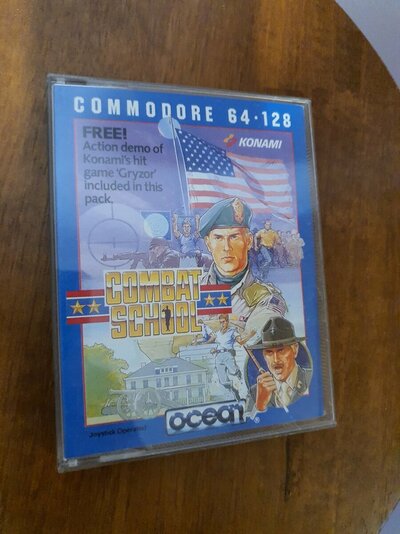 COMMODORE 64·128
FREE!
Action demo of
Konami's hit
game 'Gryzor'
included in this
pack.
KONAMI
COMBAT
SCHOOL
ocean
Joystick Operated